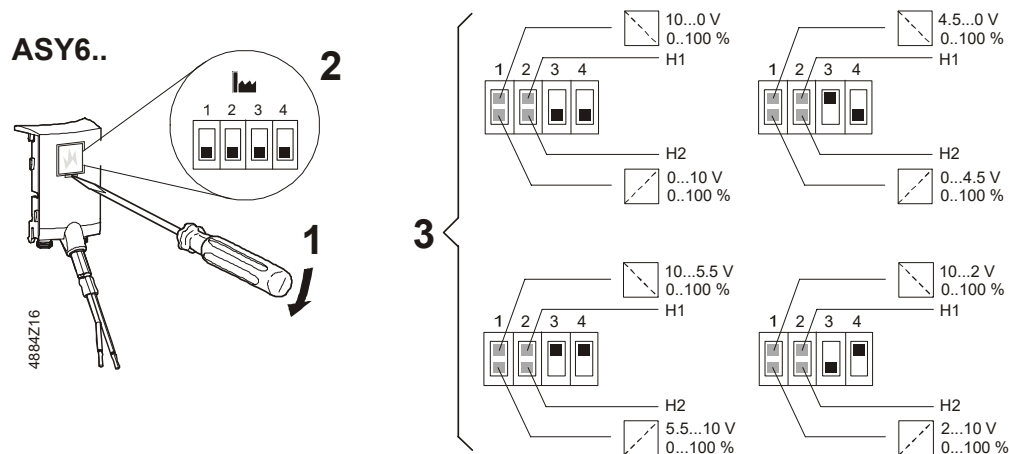 ASY6..
2
1 2 3 4
1
4884Z16
3
10...0 V
0..100 %
H1
1 2 3 4
H2
0...10 V
0..100 %
4.5...0 V
0..100 %
H1
1 2 3 4
H2
0...4.5 V
0..100 %
10...5.5 V
0..100 %
H1
1 2 3 4
H2
5.5...10 V
0...100 %
10...2 V
0..100 %
H1
1 2 3 4
H2
2...10 V
0...100 %